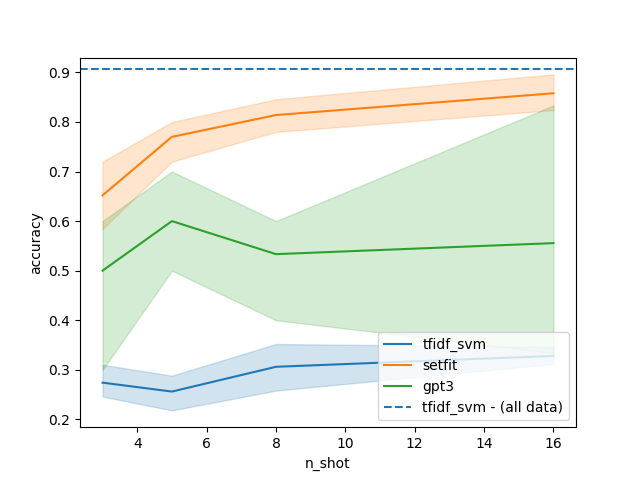 0.9
0.8
0.7
0.6
0.5
0.4
0.3
0.2
accuracy
4 6 8 10 12 14 16
n_shot
tfidf_svm
setfit
gpt3
tfidf_svm - (all data)